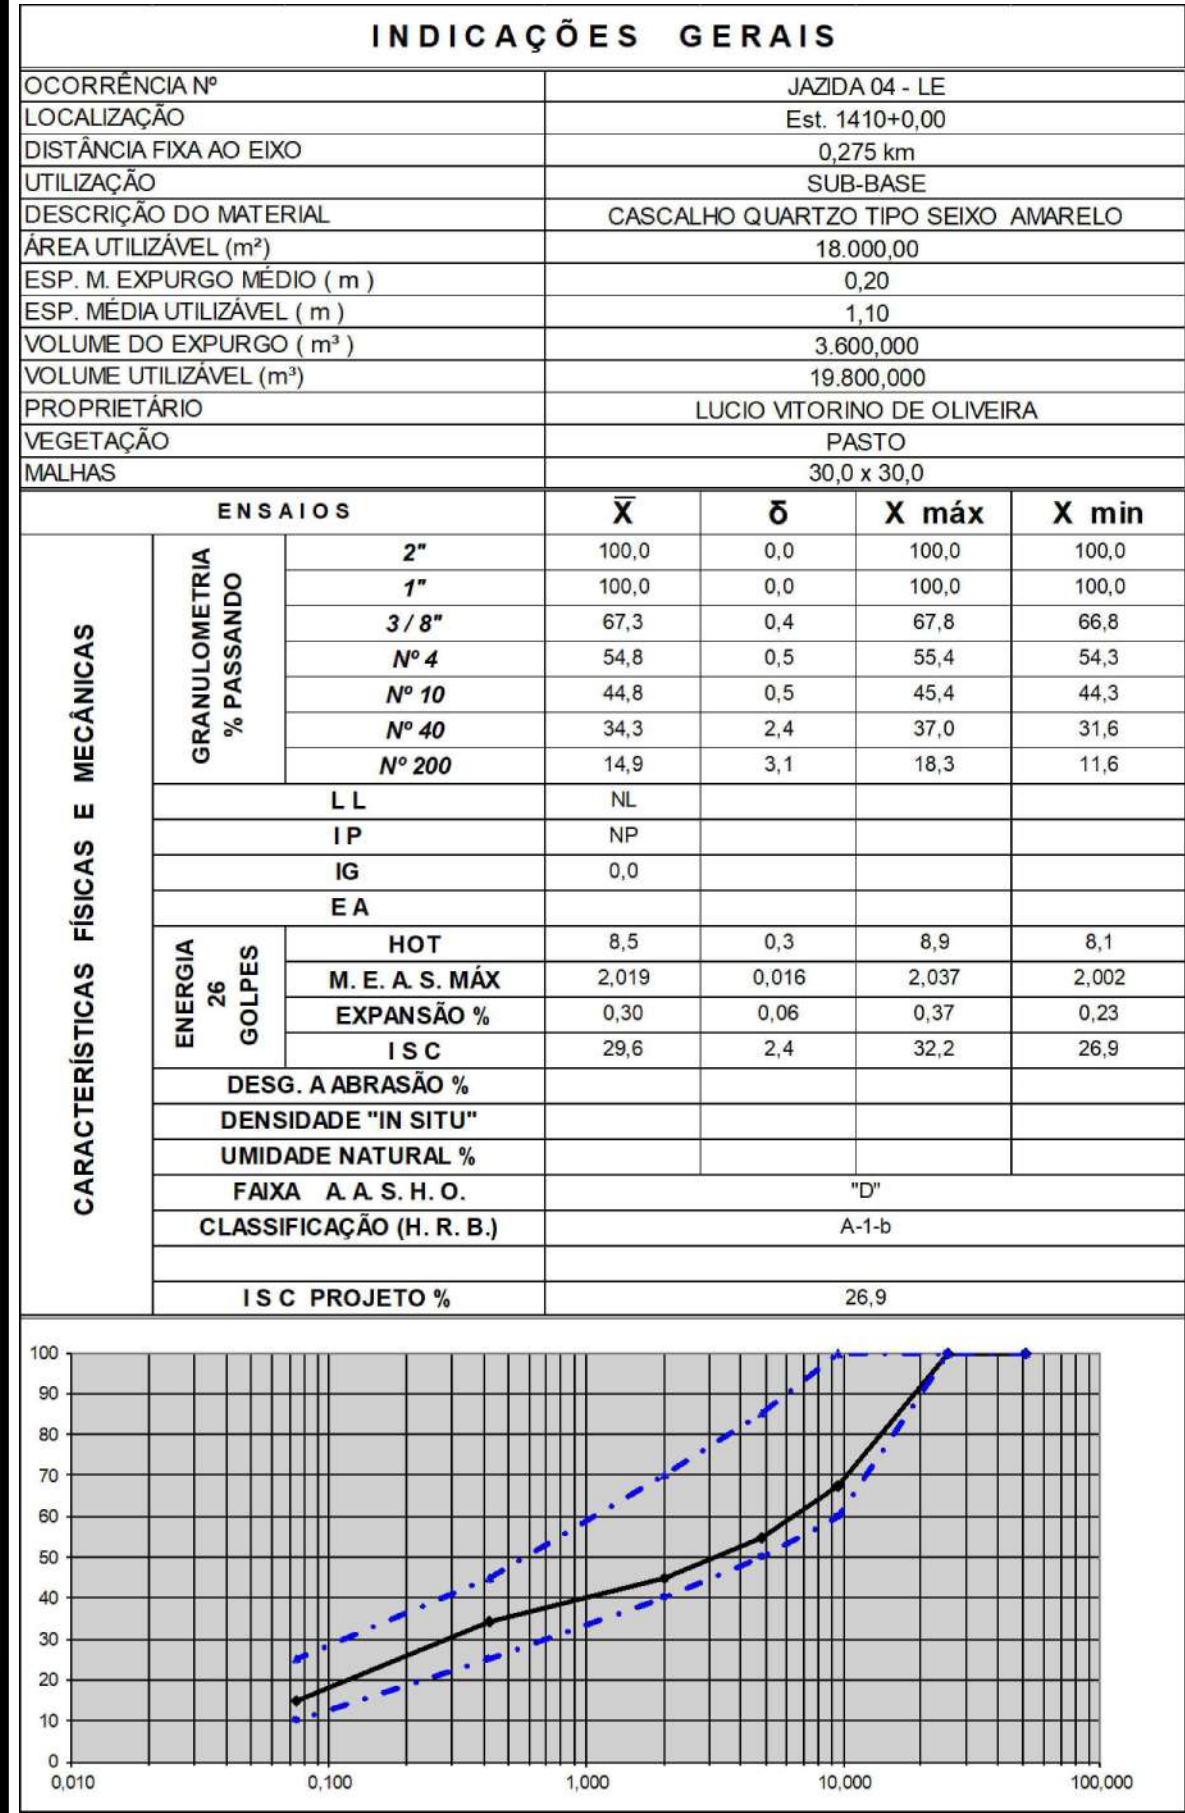 INDICAÇÕES GERAIS
OCORRÊNCIA Nº JAZIDA 04 - LE
LOCALIZAÇÃO Est. 1410+0,00
DISTÂNCIA FIXA AO EIXO 0,275 km
UTILIZAÇÃO SUB-BASE
DESCRIÇÃO DO MATERIAL CASCALHO QUARTZO TIPO SEIXO AMARELO
ÁREA UTILIZÁVEL (m²) 18.000,00
ESP. M. EXPURGO MÉDIO ( m ) 0,20
ESP. MÉDIA UTILIZÁVEL ( m ) 1,10
VOLUME DO EXPURGO ( m³ ) 3.600,000
VOLUME UTILIZÁVEL (m³) 19.800,000
PROPRIETÁRIO LUCIO VITORINO DE OLIVEIRA
VEGETAÇÃO PASTO
MALHAS 30,0 x 30,0
ENSAIOS X̅ δ X máx X min
CARACTERÍSTICAS FÍSICAS E MECÂNICAS
GRANULOMETRIA
% PASSANDO
2" 100,0 0,0 100,0 100,0
1" 100,0 0,0 100,0 100,0
3 / 8" 67,3 0,4 67,8 66,8
Nº 4 54,8 0,5 55,4 54,3
Nº 10 44,8 0,5 45,4 44,3
Nº 40 34,3 2,4 37,0 31,6
Nº 200 14,9 3,1 18,3 11,6
L L NL
I P NP
IG 0,0
E A
ENERGIA
26
GOLPES
HOT 8,5 0,3 8,9 8,1
M. E. A. S. MÁX 2,019 0,016 2,037 2,002
EXPANSÃO % 0,30 0,06 0,37 0,23
I S C 29,6 2,4 32,2 26,9
DESG. A ABRASÃO %
DENSIDADE "IN SITU"
UMIDADE NATURAL %
FAIXA A. A. S. H. O. "D"
CLASSIFICAÇÃO (H. R. B.) A-1-b
I S C PROJETO % 26,9
100
90
80
70
60
50
40
30
20
10
0
0,010 0,100 1,000 10,000 100,000